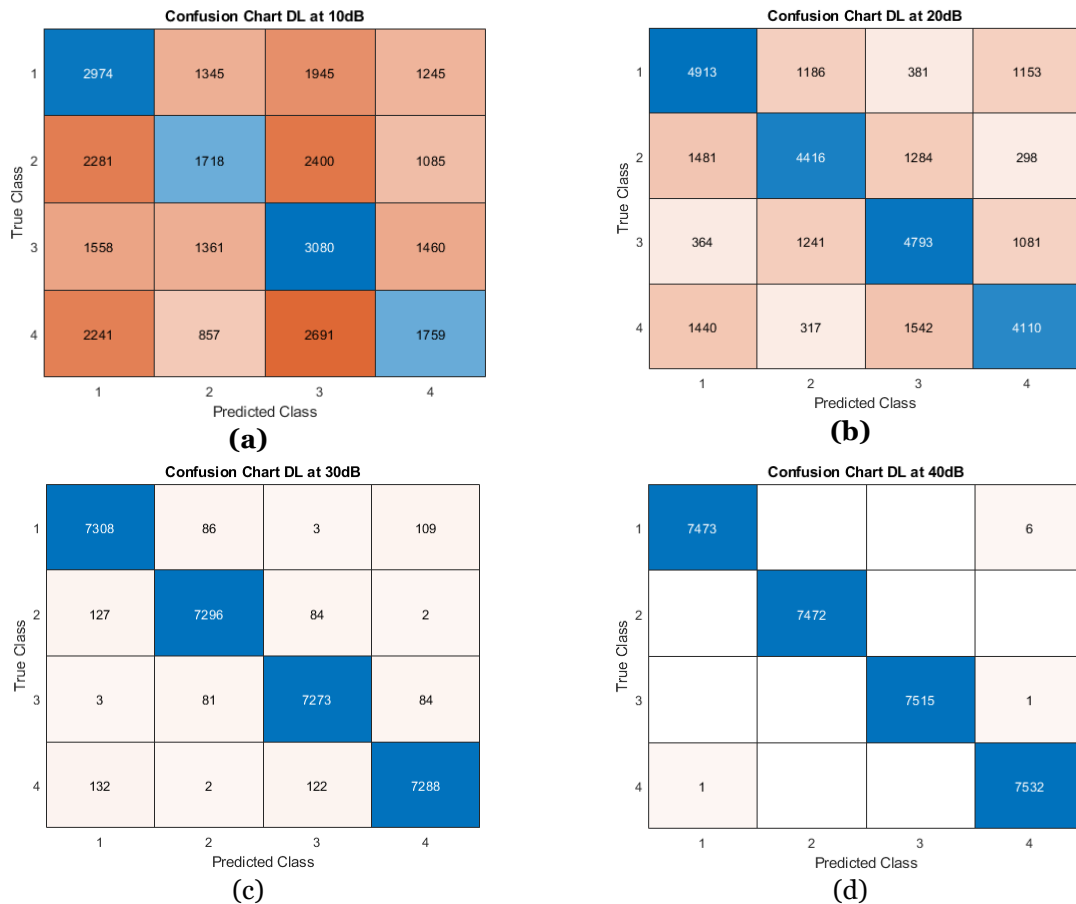 Confusion Chart DL at 10dB
True Class
1 2974 1345 1945 1245
2 2281 1718 2400 1085
3 1558 1361 3080 1460
4 2241 857 2691 1759
1 2 3 4
Predicted Class
(a)
Confusion Chart DL at 20dB
True Class
1 4913 1186 381 1153
2 1481 4416 1284 298
3 364 1241 4793 1081
4 1440 317 1542 4110
1 2 3 4
Predicted Class
(b)
Confusion Chart DL at 30dB
True Class
1 7308 86 3 109
2 127 7296 84 2
3 3 81 7273 84
4 132 2 122 7288
1 2 3 4
Predicted Class
(c)
Confusion Chart DL at 40dB
True Class
1 7473 6
2 7472
3 7515 1
4 1 7532
1 2 3 4
Predicted Class
(d)